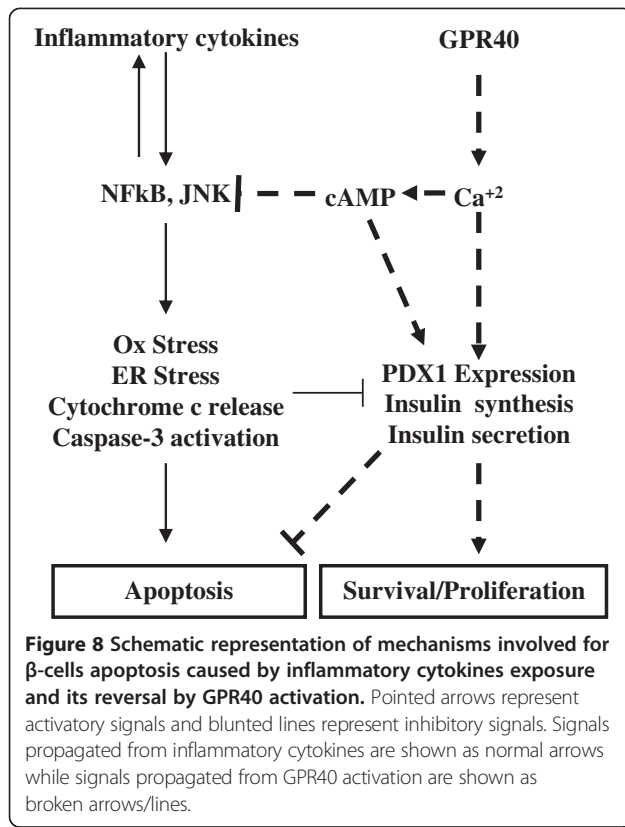 Inflammatory cytokines GPR40
NFkB, JNK cAMP Ca⁺²
Ox Stress
ER Stress
Cytochrome c release
Caspase-3 activation
PDX1 Expression
Insulin synthesis
Insulin secretion
Apoptosis Survival/Proliferation
Figure 8 Schematic representation of mechanisms involved for
β-cells apoptosis caused by inflammatory cytokines exposure
and its reversal by GPR40 activation. Pointed arrows represent
activatory signals and blunted lines represent inhibitory signals. Signals
propagated from inflammatory cytokines are shown as normal arrows
while signals propagated from GPR40 activation are shown as
broken arrows/lines.